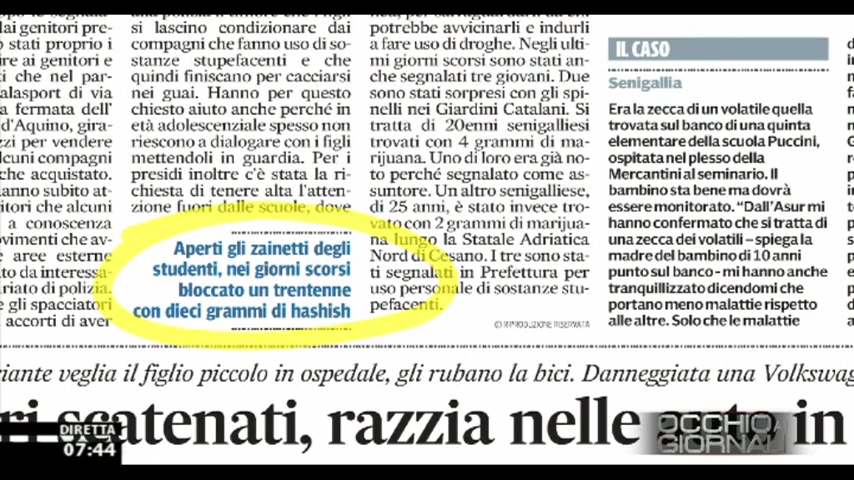 dai genitori pre-
stati proprio i
ai genitori e
che nel par-
di via
fermata dell'
d'Aquino, gira-
per vendere
compagni
acquistato.
subito at-
che alcuni
a conoscenza
che av-
aree esterne
da interessa-
di polizia.
gli spacciatori
accorti di aver
si lascino condizionare dai
compagni che fanno uso di so-
stanze stupefacenti e che
quindi finiscano per cacciarsi
nei guai. Hanno per questo
chiesto aiuto anche perché in
età adolescenziale spesso non
riescono a dialogare con i figli
mettendoli in guardia. Per i
presidi inoltre c'è stata la ri-
chiesta di tenere alta l'atten-
zione fuori dalle scuole, dove
Aperti gli zainetti degli
studenti, nei giorni scorsi
bloccato un trentenne
con dieci grammi di hashish
potrebbe avvicinarli e indurli
a fare uso di droghe. Negli ulti-
mi giorni scorsi sono stati an-
che segnalati tre giovani. Due
sono stati sorpresi con gli spi-
nelli nei Giardini Catalani. Si
tratta di 20enni senigalliesi
trovati con 4 grammi di ma-
rijuana. Uno di loro era già no-
to perché segnalato come as-
suntore. Un altro senigalliese,
di 25 anni, è stato invece tro-
vato con 2 grammi di marijua-
na lungo la Statale Adriatica
Nord di Cesano. I tre sono sta-
ti segnalati in Prefettura per
uso personale di sostanze stu-
pefacenti.
© RIPRODUZIONE RISERVATA
IL CASO
Senigallia
Era la zecca di un volatile quella
trovata sul banco di una quinta
elementare della scuola Puccini,
ospitata nel plesso della
Mercantini al seminario. Il
bambino sta bene ma dovrà
essere monitorato. “Dall'Asur mi
hanno confermato che si tratta di
una zecca dei volatili - spiega la
madre del bambino di 10 anni
punto sul banco - mi hanno anche
tranquillizzato dicendomi che
portano meno malattie rispetto
alle altre. Solo che le malattie
ciante veglia il figlio piccolo in ospedale, gli rubano la bici. Danneggiata una Volkswag
ri scatenati, razzia nelle auto in
DIRETTA
07:44
OCCHIO AI
GIORNALI